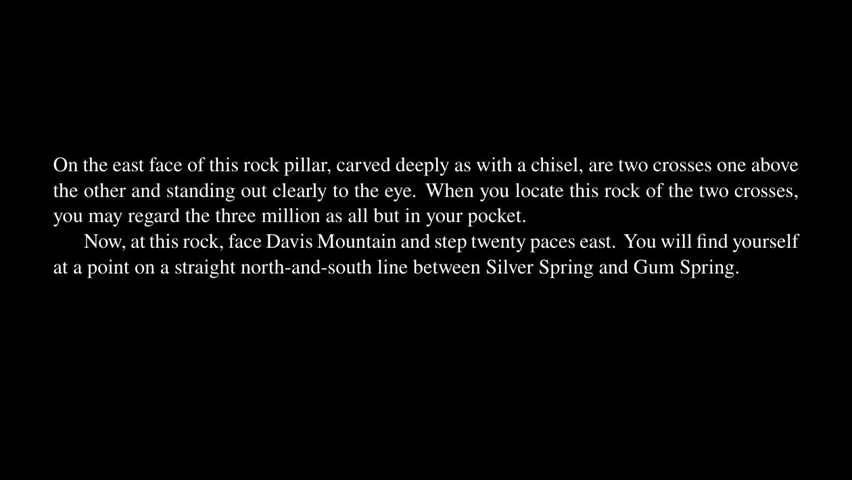 On the east face of this rock pillar, carved deeply as with a chisel, are two crosses one above
the other and standing out clearly to the eye. When you locate this rock of the two crosses,
you may regard the three million as all but in your pocket.
Now, at this rock, face Davis Mountain and step twenty paces east. You will find yourself
at a point on a straight north-and-south line between Silver Spring and Gum Spring.